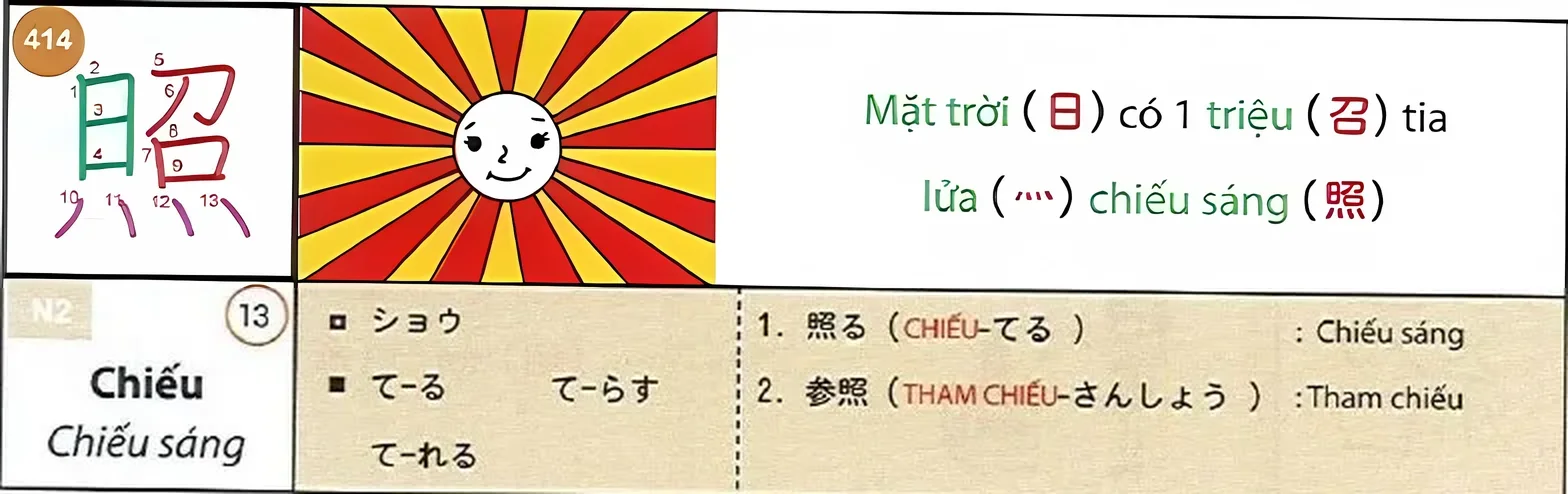 414
照
1 2 3 4 5 6 7 8 9 10 11 12 13
Mặt trời (日) có 1 triệu (召) tia
lửa (灬) chiếu sáng (照)
N2
13
Chiếu
Chiếu sáng
ショウ
て-る て-らす
て-れる
1. 照る (CHIẾU-てる ) : Chiếu sáng
2. 参照 (THAM CHIẾU-さんしょう ) :Tham chiếu